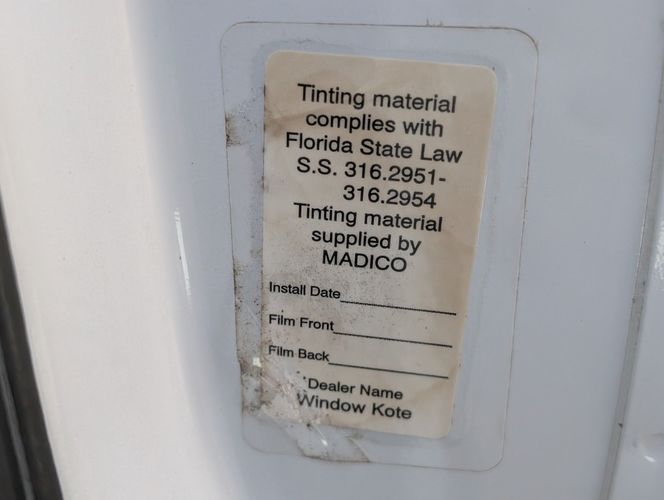 Tinting material
complies with
Florida State Law
S.S. 316.2951-
316.2954
Tinting material
supplied by
MADICO
Install Date
Film Front
Film Back
Dealer Name
Window Kote